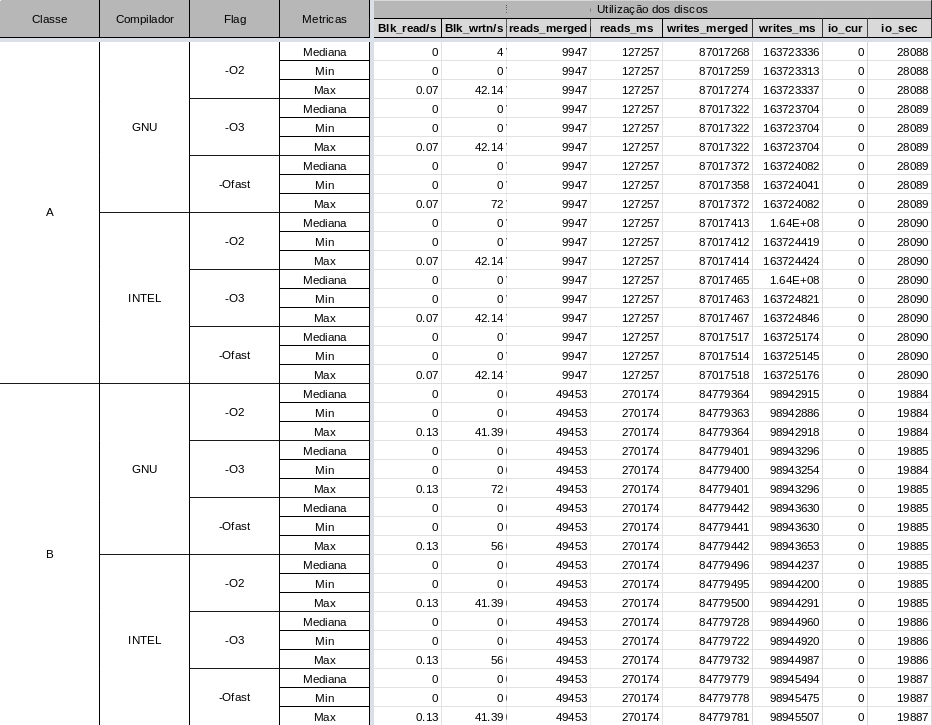 Classe Compilador Flag Metricas Utilização dos discos
Blk_read/s Blk_wrtn/s reads_merged reads_ms writes_merged writes_ms io_cur io_sec
Mediana 0 4 9947 127257 87017268 163723336 0 28088
-O2 Min 0 0 9947 127257 87017259 163723313 0 28088
Max 0.07 42.14 9947 127257 87017274 163723337 0 28088
Mediana 0 0 9947 127257 87017322 163723704 0 28089
GNU -O3 Min 0 0 9947 127257 87017322 163723704 0 28089
Max 0.07 42.14 9947 127257 87017322 163723704 0 28089
Mediana 0 0 9947 127257 87017372 163724082 0 28089
-Ofast Min 0 0 9947 127257 87017358 163724041 0 28089
Max 0.07 72 9947 127257 87017372 163724082 0 28089
A Mediana 0 0 9947 127257 87017413 1.64E+08 0 28090
-O2 Min 0 0 9947 127257 87017412 163724419 0 28090
Max 0.07 42.14 9947 127257 87017414 163724424 0 28090
Mediana 0 0 9947 127257 87017465 1.64E+08 0 28090
INTEL -O3 Min 0 0 9947 127257 87017463 163724821 0 28090
Max 0.07 42.14 9947 127257 87017467 163724846 0 28090
Mediana 0 0 9947 127257 87017517 163725174 0 28090
-Ofast Min 0 0 9947 127257 87017514 163725145 0 28090
Max 0.07 42.14 9947 127257 87017518 163725176 0 28090
Mediana 0 0 49453 270174 84779364 98942915 0 19884
-O2 Min 0 0 49453 270174 84779363 98942886 0 19884
Max 0.13 41.39 49453 270174 84779364 98942918 0 19884
Mediana 0 0 49453 270174 84779401 98943296 0 19885
GNU -O3 Min 0 0 49453 270174 84779400 98943254 0 19884
Max 0.13 72 49453 270174 84779401 98943296 0 19885
Mediana 0 0 49453 270174 84779442 98943630 0 19885
-Ofast Min 0 0 49453 270174 84779441 98943630 0 19885
Max 0.13 56 49453 270174 84779442 98943653 0 19885
B Mediana 0 0 49453 270174 84779496 98944237 0 19885
-O2 Min 0 0 49453 270174 84779495 98944200 0 19885
Max 0.13 41.39 49453 270174 84779500 98944291 0 19885
Mediana 0 0 49453 270174 84779728 98944960 0 19886
INTEL -O3 Min 0 0 49453 270174 84779722 98944920 0 19886
Max 0.13 56 49453 270174 84779732 98944987 0 19886
Mediana 0 0 49453 270174 84779779 98945494 0 19887
-Ofast Min 0 0 49453 270174 84779778 98945475 0 19887
Max 0.13 41.39 49453 270174 84779781 98945507 0 19887